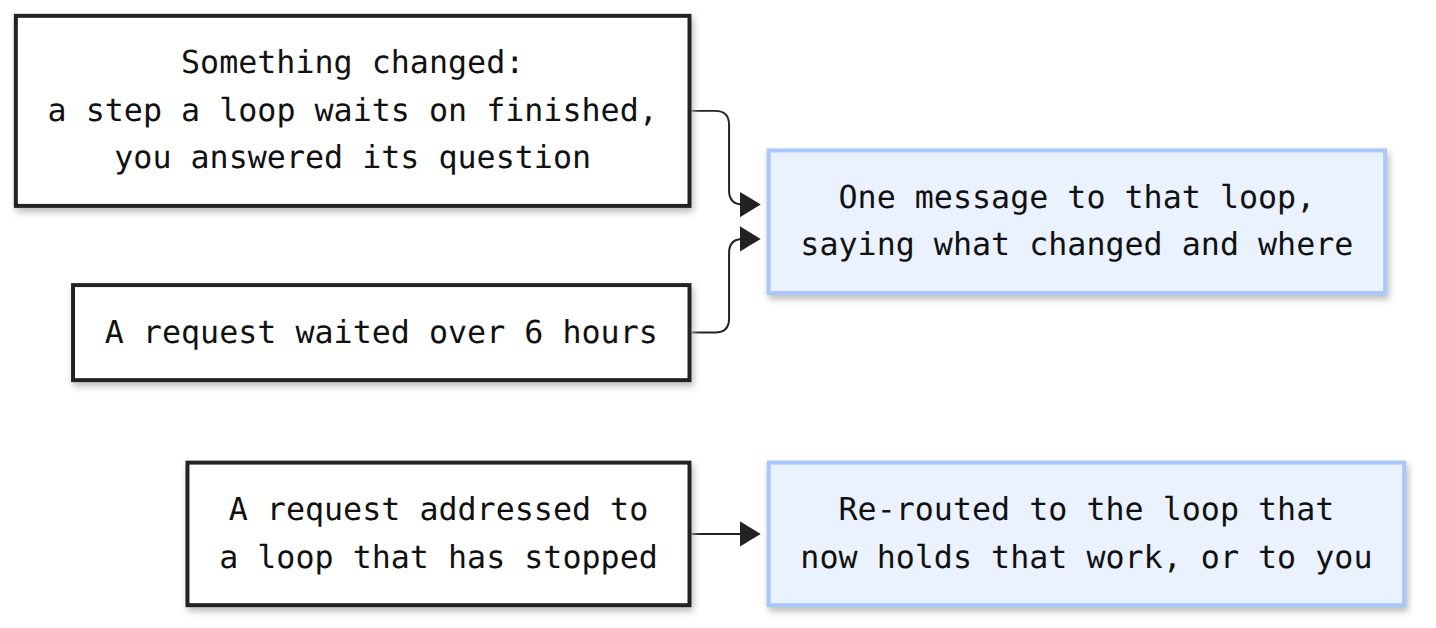 Something changed:
a step a loop waits on finished,
you answered its question
One message to that loop,
saying what changed and where
A request waited over 6 hours
A request addressed to
a loop that has stopped
Re-routed to the loop that
now holds that work, or to you